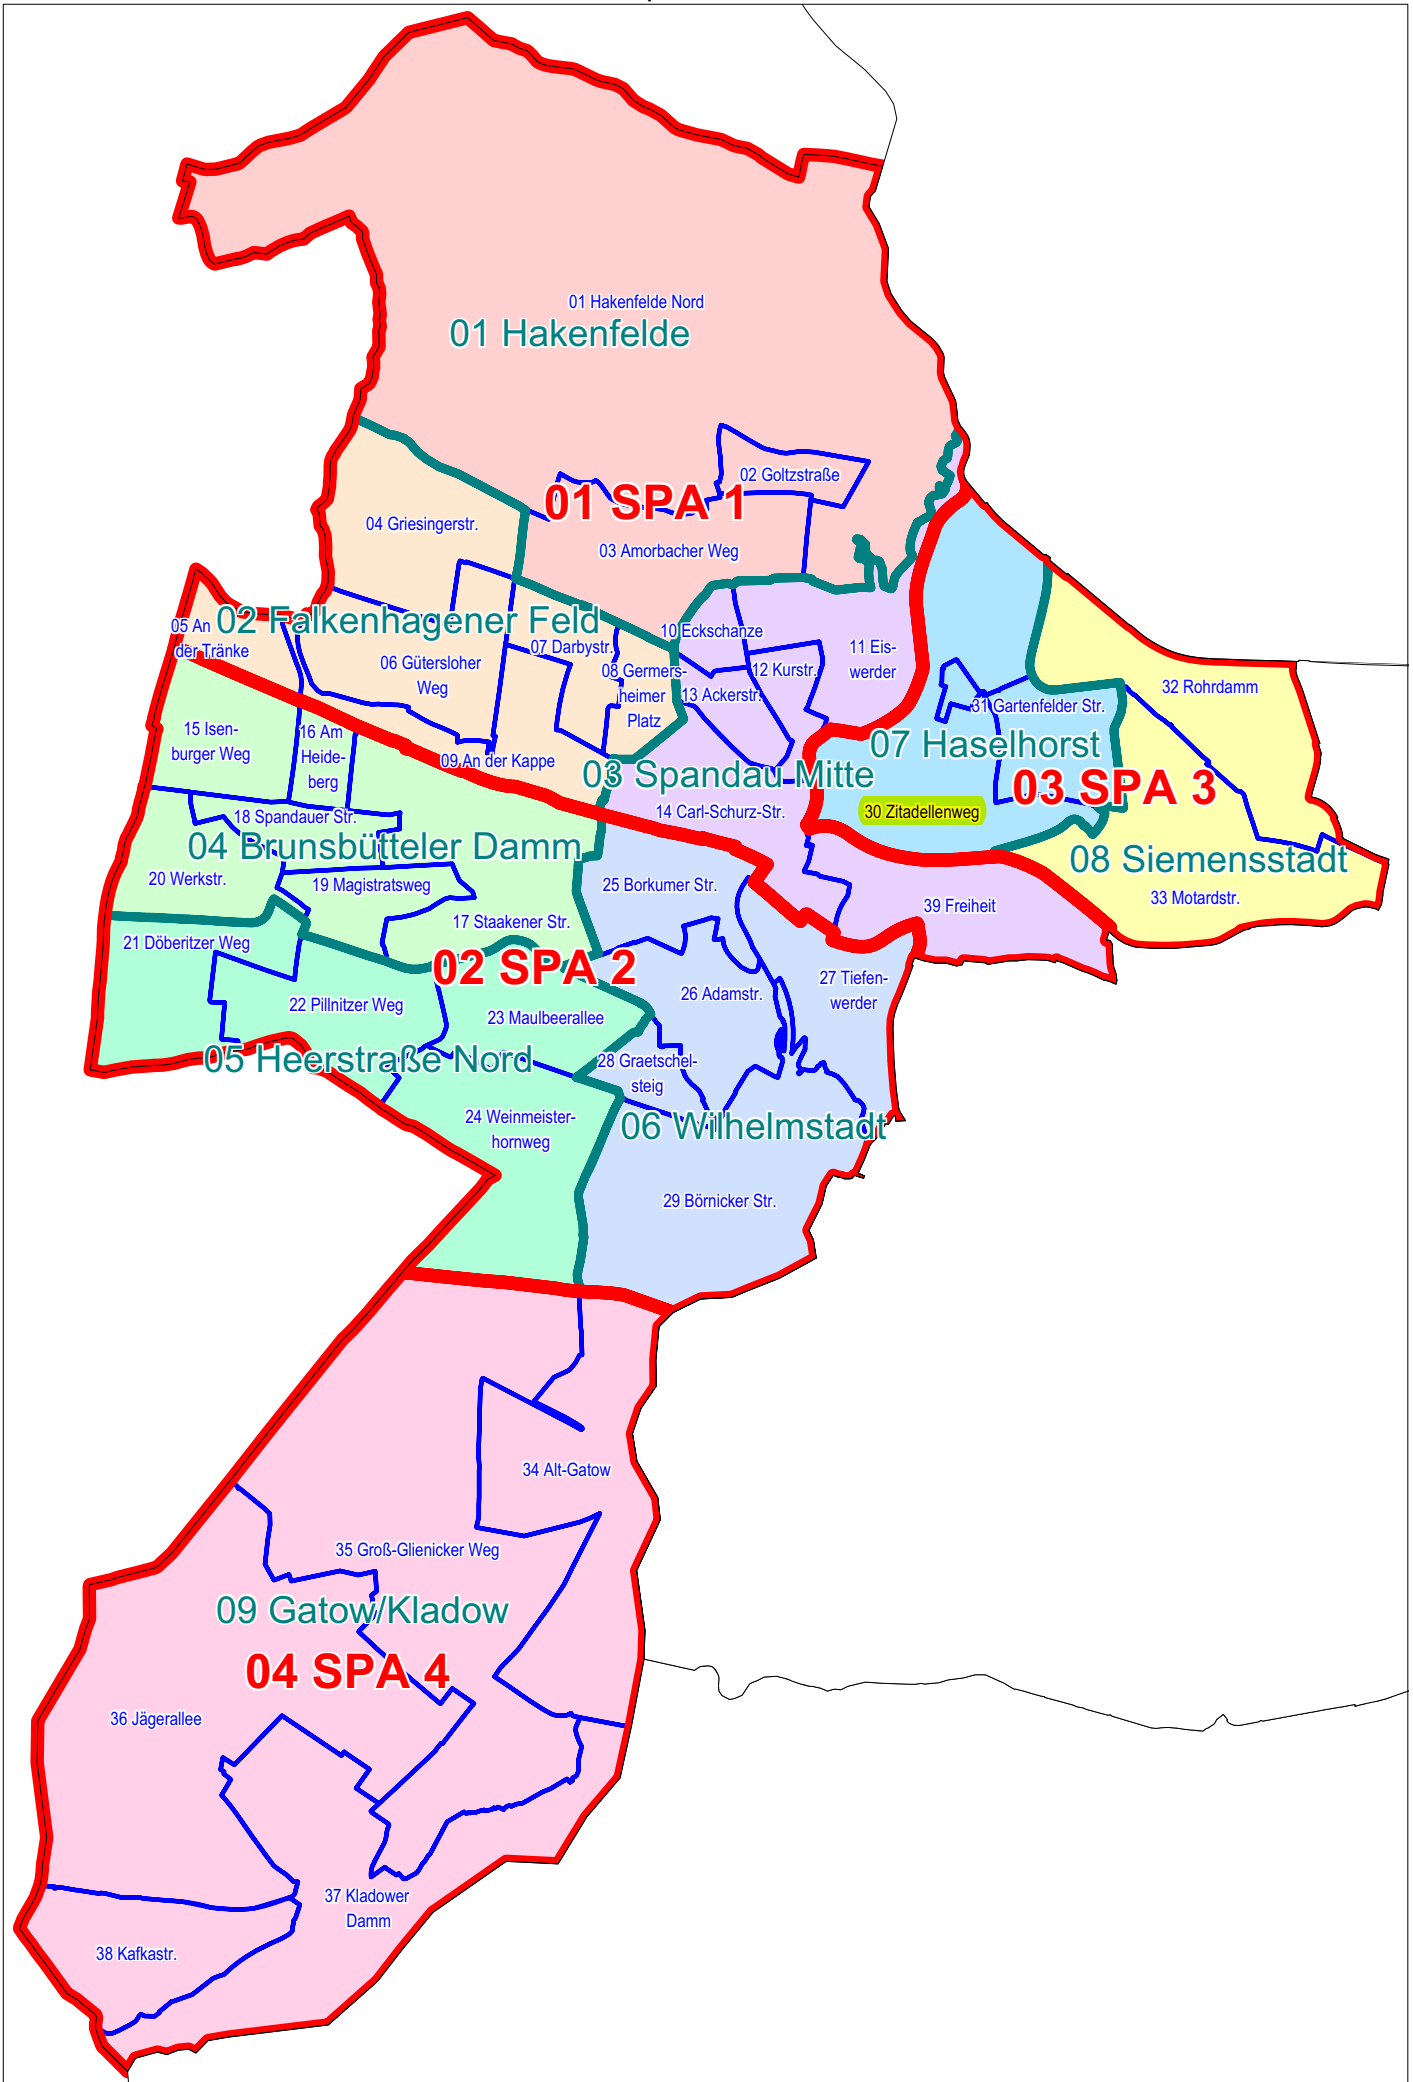 01 Hakenfelde Nord
01 Hakenfelde
02 Goltzstraße
01 SPA 1
04 Griesingerstr.
03 Amorbacher Weg
05 An
der Tränke
02 Falkenhagener Feld
07 Darbystr.
06 Gütersloher
Weg
08 Germers-
heimer
Platz
09 An der Kappe
10 Eckschanze
11 Eis-
werder
12 Kurstr.
13 Ackerstr.
03 Spandau Mitte
14 Carl-Schurz-Str.
32 Rohrdamm
31 Gartenfelder Str.
07 Haselhorst
03 SPA 3
30 Zitadellenweg
08 Siemensstadt
33 Motardstr.
39 Freiheit
15 Isen-
burger Weg
16 Am
Heide-
berg
18 Spandauer Str.
04 Brunsbütteler Damm
20 Werkstr.
19 Magistratsweg
17 Staakener Str.
25 Borkumer Str.
21 Döberitzer Weg
02 SPA 2
22 Pillnitzer Weg
23 Maulbeerallee
26 Adamstr.
27 Tiefen-
werder
05 Heerstraße Nord
28 Graetschel-
steig
24 Weinmeister-
hornweg
06 Wilhelmstadt
29 Börnicker Str.
34 Alt-Gatow
35 Groß-Glienicker Weg
09 Gatow/Kladow
04 SPA 4
36 Jägerallee
37 Kladower
Damm
38 Kafkastr.